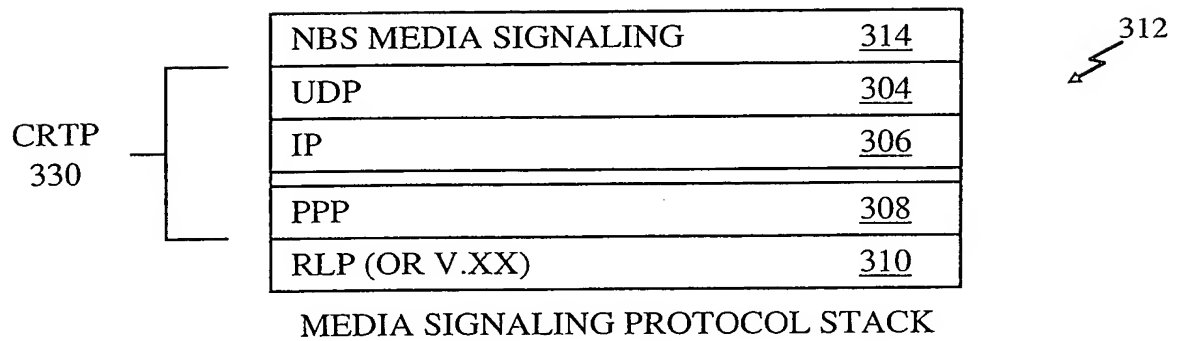 NBS MEDIA SIGNALING 314
312
UDP 304
CRTP
330
IP 306
PPP 308
RLP (OR V.XX) 310
MEDIA SIGNALING PROTOCOL STACK